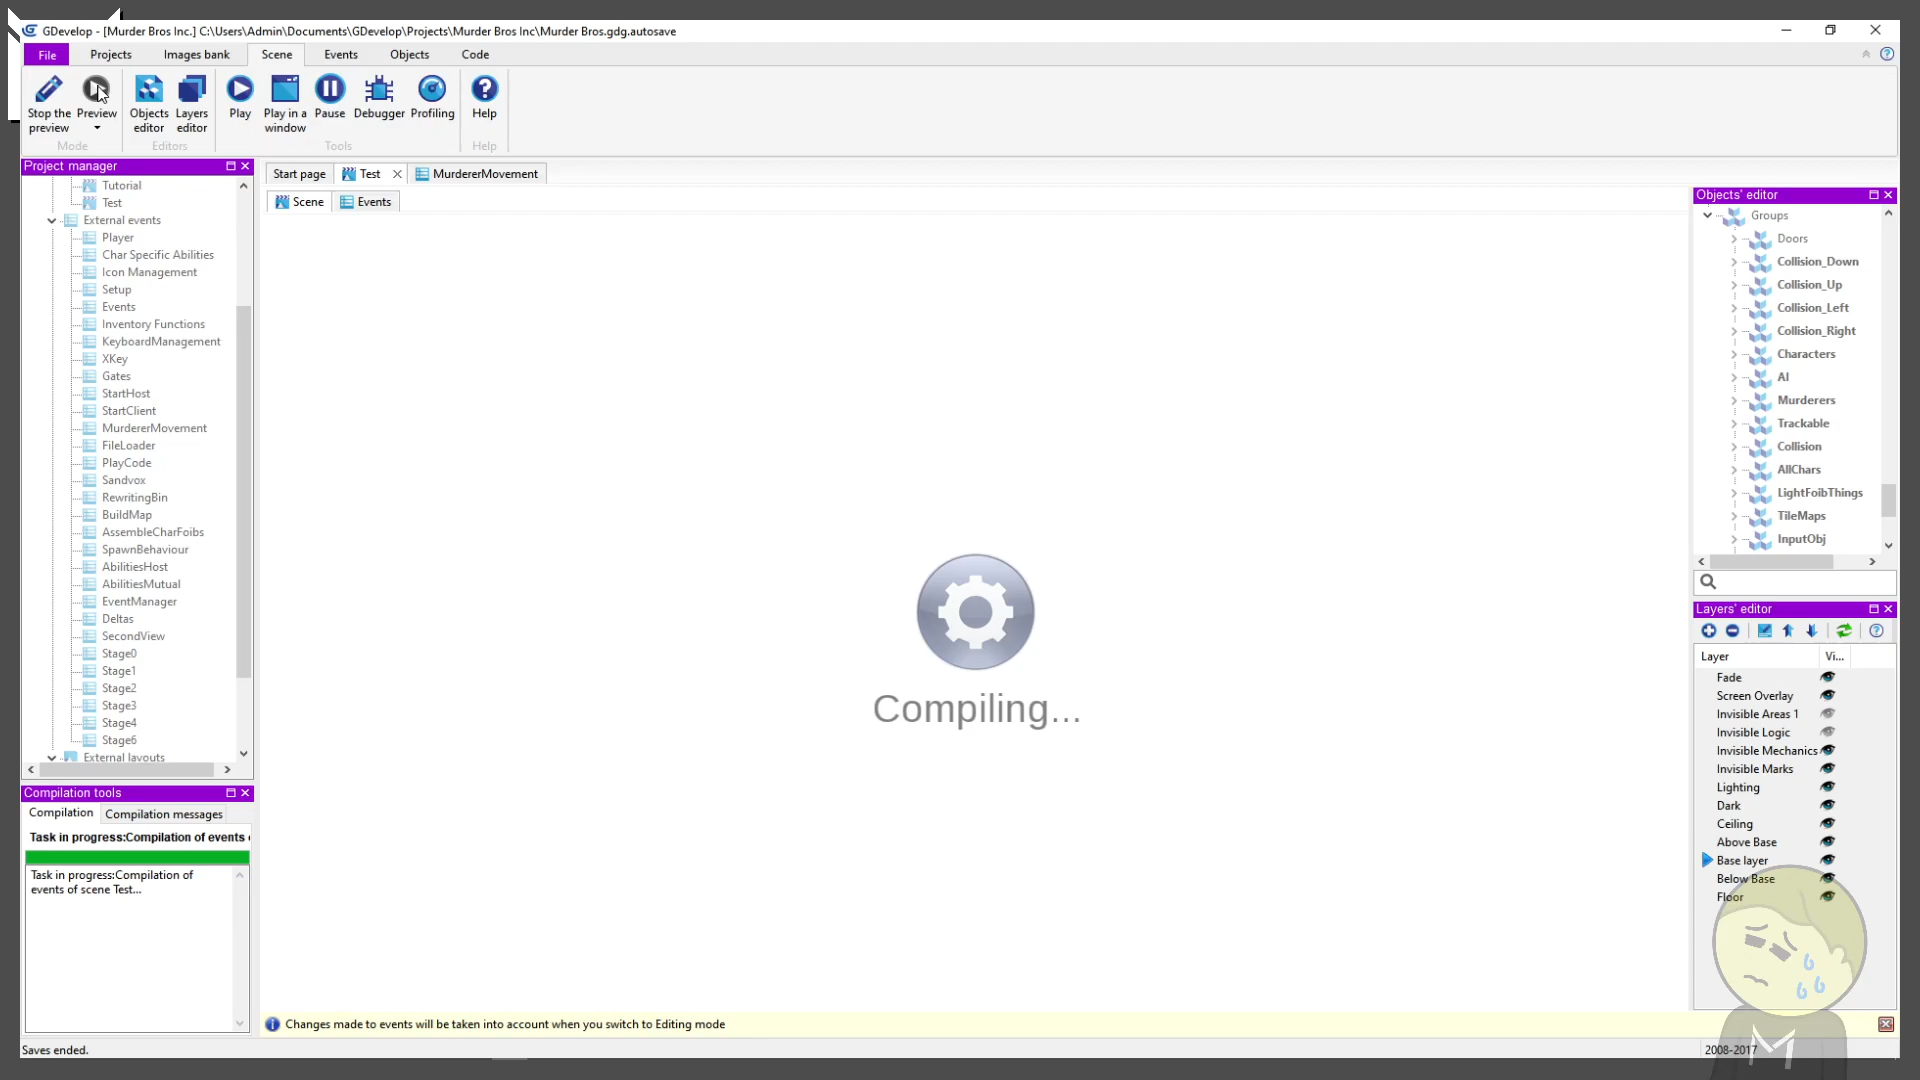 GDevelop - [Murder Bros Inc.] C:\Users\Admin\Documents\GDevelop\Projects\Murder Bros Inc\Murder Bros.gdg.autosave
File Projects Images bank Scene Events Objects Code
Stop the preview
Preview
Objects editor
Layers editor
Play
Play in a window
Pause
Debugger
Profiling
Help
Mode Editors Tools Help
Project manager
Tutorial
Test
External events
Player
Char Specific Abilities
Icon Management
Setup
Events
Inventory Functions
KeyboardManagement
XKey
Gates
StartHost
StartClient
MurdererMovement
FileLoader
PlayCode
Sandvox
RewritingBin
BuildMap
AssembleCharFoibs
SpawnBehaviour
AbilitiesHost
AbilitiesMutual
EventManager
Deltas
SecondView
Stage0
Stage1
Stage2
Stage3
Stage4
Stage6
External layouts
Compilation tools
Compilation Compilation messages
Task in progress:Compilation of events
Task in progress:Compilation of
events of scene Test...
Start page Test MurdererMovement
Scene Events
Compiling...
Changes made to events will be taken into account when you switch to Editing mode
Objects' editor
Groups
Doors
Collision_Down
Collision_Up
Collision_Left
Collision_Right
Characters
AI
Murderers
Trackable
Collision
AllChars
LightFoibThings
TileMaps
InputObj
Layers' editor
Layer Vi...
Fade
Screen Overlay
Invisible Areas 1
Invisible Logic
Invisible Mechanics
Invisible Marks
Lighting
Dark
Ceiling
Above Base
Base layer
Below Base
Floor
Saves ended.
2008-2017